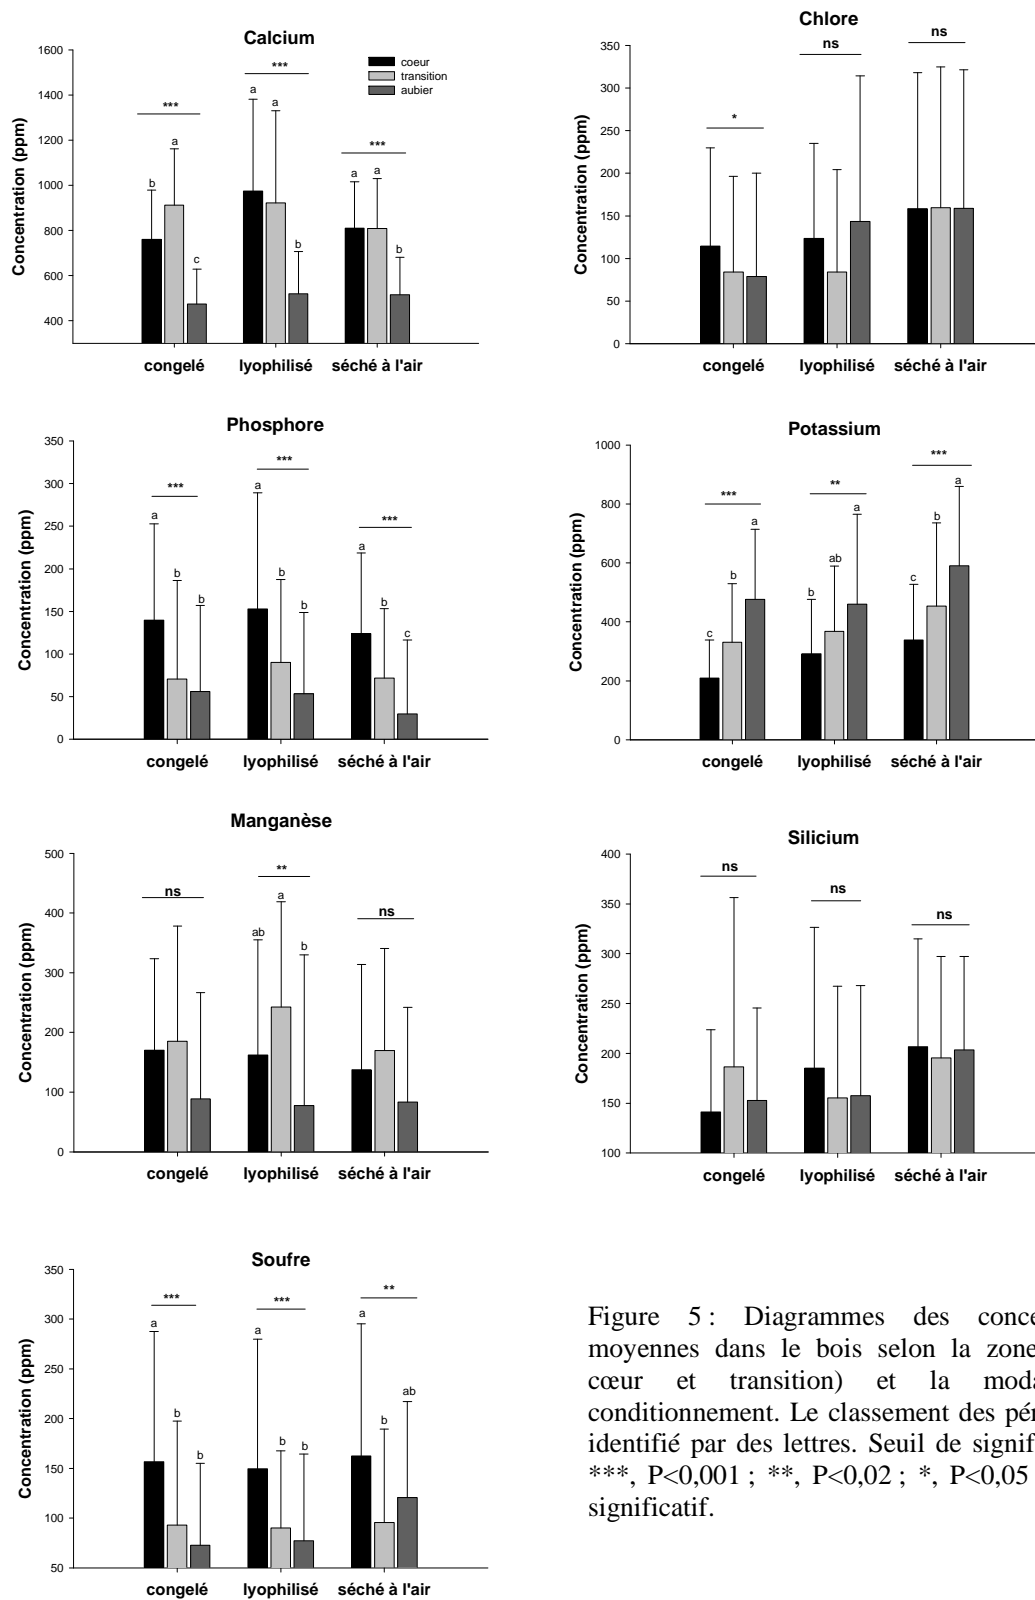 Calcium
Concentration (ppm)
1600
1400
1200
1000
800
600
400
coeur
transition
aubier
***
***
***
b
a
c
a
a
b
a
a
b
congelé
lyophilisé
séché à l'air
Chlore
Concentration (ppm)
350
300
250
200
150
100
50
0
*
ns
ns
congelé
lyophilisé
séché à l'air
Phosphore
Concentration (ppm)
350
300
250
200
150
100
50
0
***
***
***
a
b
b
a
b
b
a
b
c
congelé
lyophilisé
séché à l'air
Potassium
Concentration (ppm)
1000
800
600
400
200
0
***
**
***
c
b
a
b
ab
a
c
b
a
congelé
lyophilisé
séché à l'air
Manganèse
Concentration (ppm)
500
400
300
200
100
0
ns
**
ns
ab
a
b
congelé
lyophilisé
séché à l'air
Silicium
Concentration (ppm)
400
350
300
250
200
150
100
ns
ns
ns
congelé
lyophilisé
séché à l'air
Soufre
Concentration (ppm)
350
300
250
200
150
100
50
***
***
**
a
b
b
a
b
b
a
b
ab
congelé
lyophilisé
séché à l'air
Figure 5 : Diagrammes des conce
moyennes dans le bois selon la zone
cœur et transition) et la moda
conditionnement. Le classement des pé
identifié par des lettres. Seuil de signif
***, P<0,001 ; **, P<0,02 ; *, P<0,05
significatif.